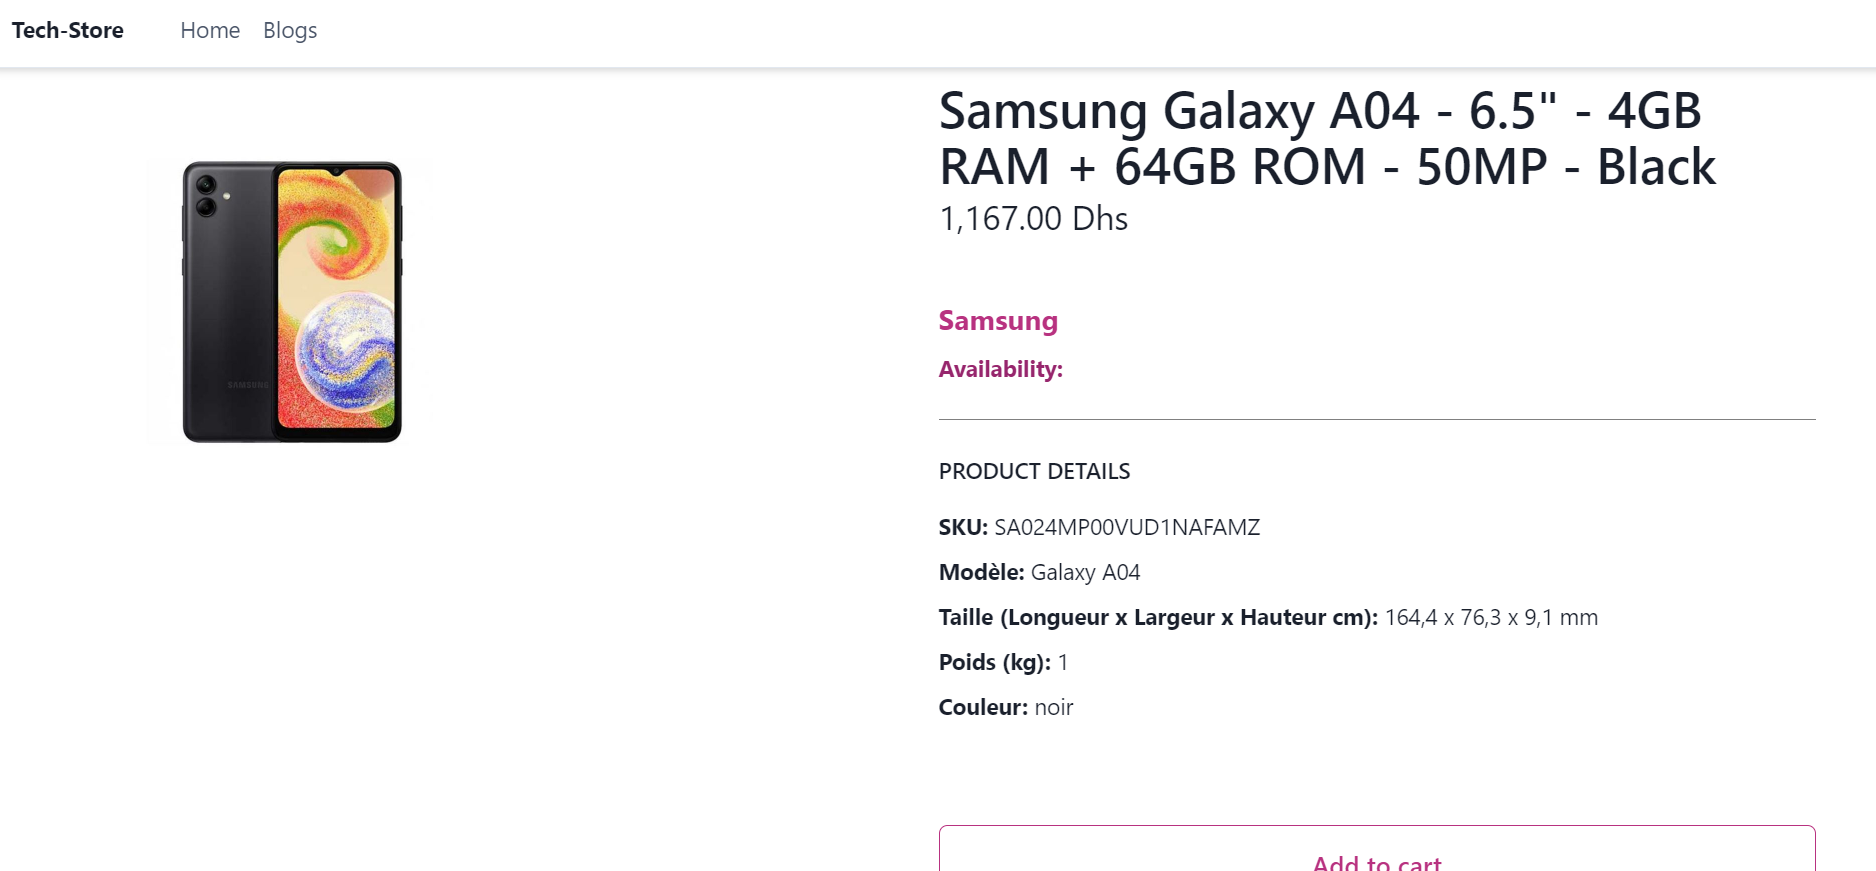 Tech-Store Home Blogs
Samsung Galaxy A04 - 6.5" - 4GB
RAM + 64GB ROM - 50MP - Black
1,167.00 Dhs
SAMSUNG
Samsung
Availability:
PRODUCT DETAILS
SKU: SA024MP00VUD1NAFAMZ
Modèle: Galaxy A04
Taille (Longueur x Largeur x Hauteur cm): 164,4 x 76,3 x 9,1 mm
Poids (kg): 1
Couleur: noir
Add to cart